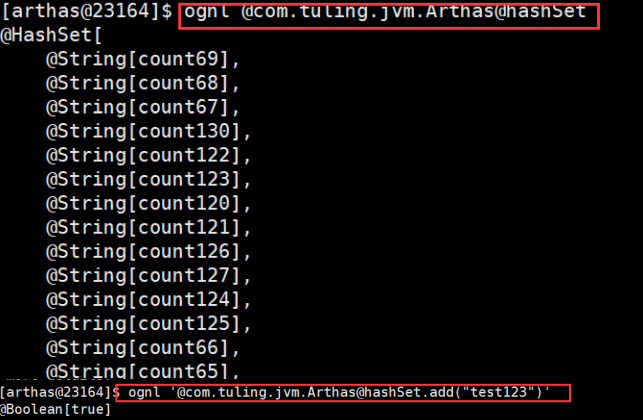 [arthas@23164]$ ognl @com.tuling.jvm.Arthas@hashSet
@HashSet[
@String[count69],
@String[count68],
@String[count67],
@String[count130],
@String[count122],
@String[count123],
@String[count120],
@String[count121],
@String[count126],
@String[count127],
@String[count124],
@String[count125],
@String[count66],
@String[count65],
[arthas@23164]$ ognl '@com.tuling.jvm.Arthas@hashSet.add("test123")'
@Boolean[true]